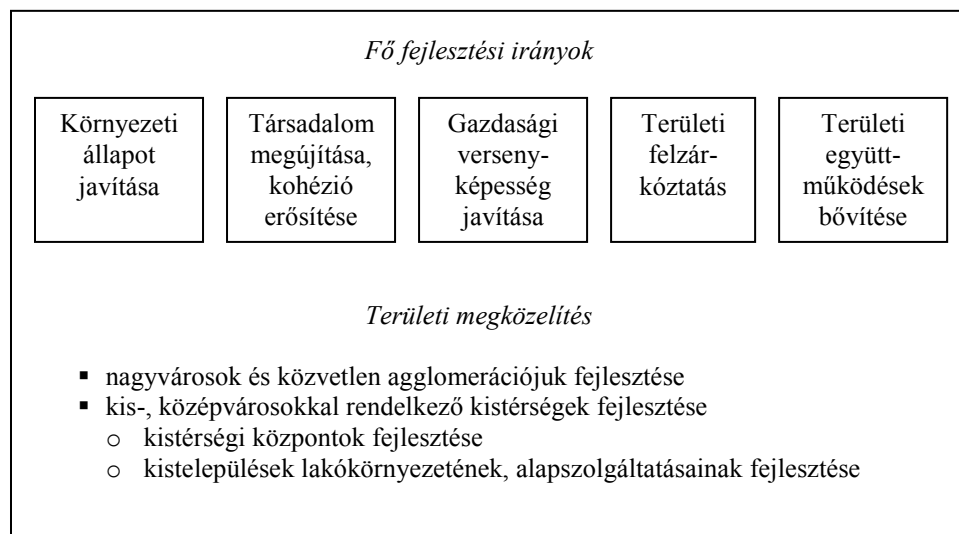 Fő fejlesztési irányok
Környezeti
állapot
javítása
Társadalom
megújítása,
kohézió
erősítése
Gazdasági
verseny-
képesség
javítása
Területi
felzár-
kóztatás
Területi
együtt-
működések
bővítése
Területi megközelítés
▪ nagyvárosok és közvetlen agglomerációjuk fejlesztése
▪ kis-, középvárosokkal rendelkező kistérségek fejlesztése
o kistérségi központok fejlesztése
o kistelepülések lakókörnyezetének, alapszolgáltatásainak fejlesztése